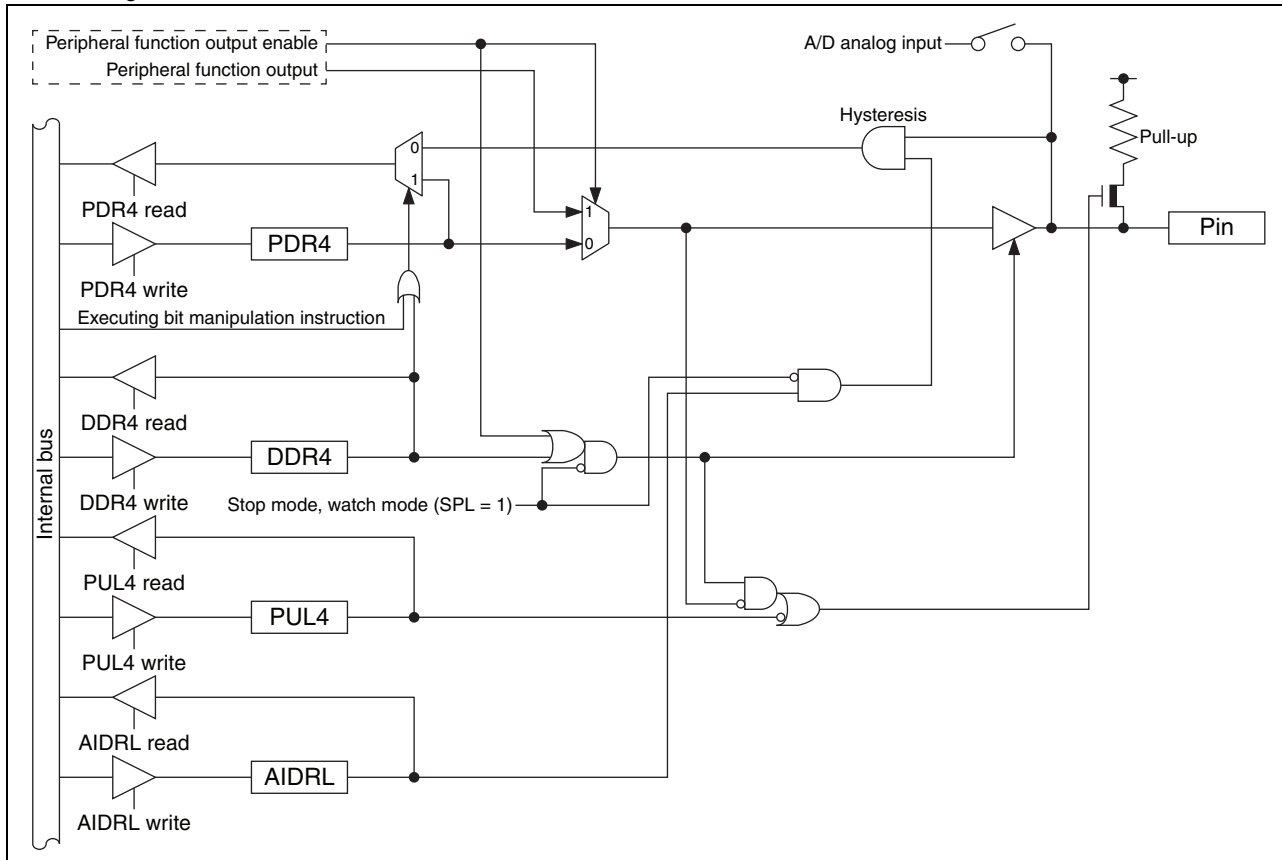 Peripheral function output enable
Peripheral function output
A/D analog input
Hysteresis
Pull-up
0
1
PDR4 read
1
0
PDR4
Pin
PDR4 write
Executing bit manipulation instruction
DDR4 read
DDR4
DDR4 write
Stop mode, watch mode (SPL = 1)
Internal bus
PUL4 read
PUL4
PUL4 write
AIDRL read
AIDRL
AIDRL write